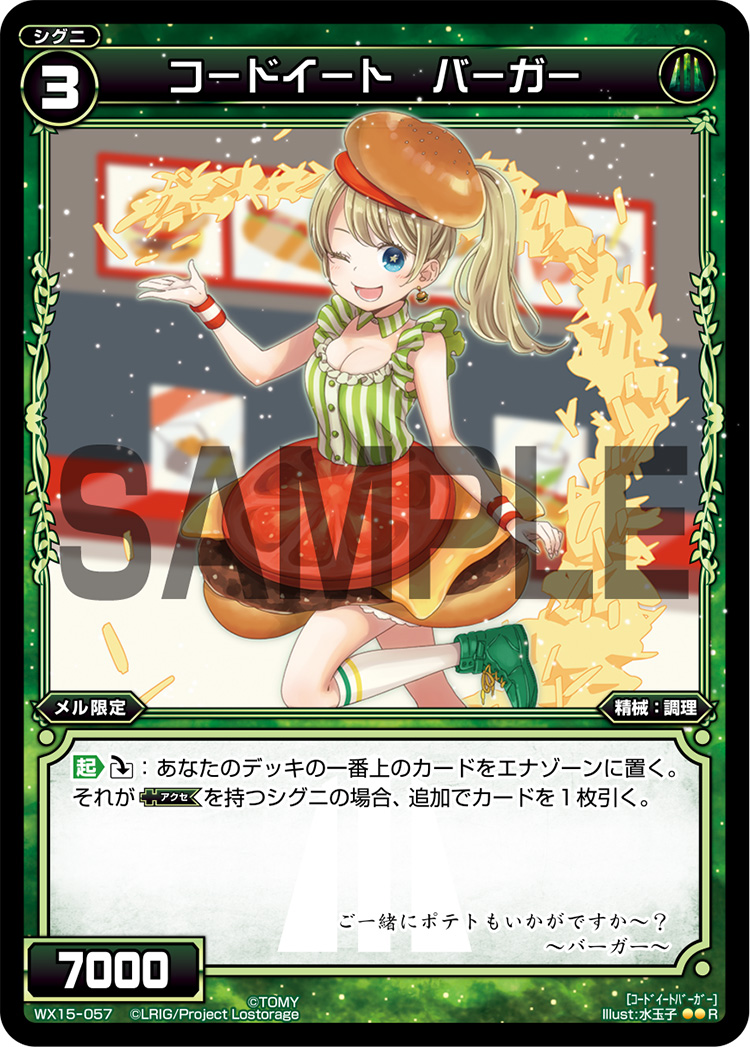 シグニ
3
コードイート バーガー
SAMPLE
メル限定
精械：調理
起 ：あなたのデッキの一番上のカードをエナゾーンに置く。
それが アクセ を持つシグニの場合、追加でカードを１枚引く。
ご一緒にポテトもいかがですか～？
～バーガー～
7000
©TOMY
[ｺｰﾄﾞｲｰﾄﾊﾞｰｶﾞｰ]
WX15-057 ©LRIG/Project Lostorage
Illust:水玉子 R